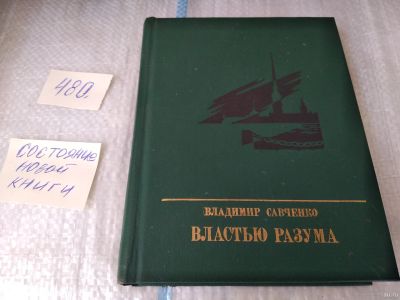 480.
СОСТОЯНИЕ
НОВОЙ
КНИГИ
ВЛАДИМИР САВЧЕНКО
ВЛАСТЬЮ РАЗУМА